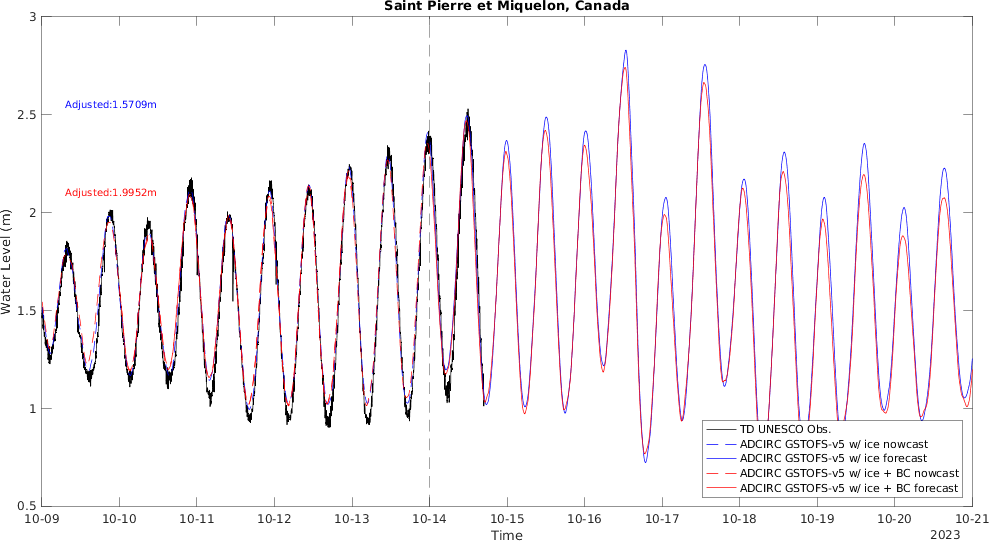 Saint Pierre et Miquelon, Canada
3
2.5
2
1.5
1
0.5
Water Level (m)
Adjusted:1.5709m
Adjusted:1.9952m
TD UNESCO Obs.
ADCIRC GSTOFS-v5 w/ ice nowcast
ADCIRC GSTOFS-v5 w/ ice forecast
ADCIRC GSTOFS-v5 w/ ice + BC nowcast
ADCIRC GSTOFS-v5 w/ ice + BC forecast
10-09 10-10 10-11 10-12 10-13 10-14 10-15 10-16 10-17 10-18 10-19 10-20 10-21
Time
2023